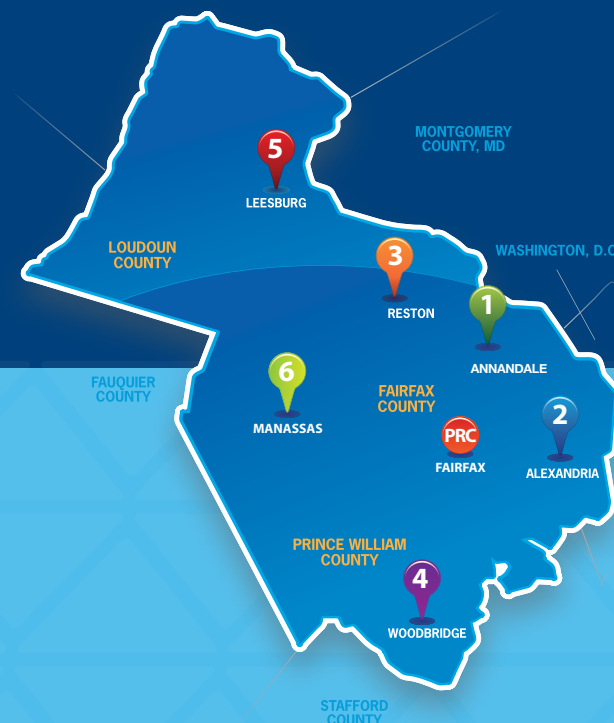 MONTGOMERY
COUNTY, MD
5
LEESBURG
LOUDOUN
COUNTY
WASHINGTON, D.C
3
RESTON
1
ANNANDALE
6
MANASSAS
FAUQUIER
COUNTY
FAIRFAX
COUNTY
2
ALEXANDRIA
PRC
FAIRFAX
PRINCE WILLIAM
COUNTY
4
WOODBRIDGE
STAFFORD
COUNTY